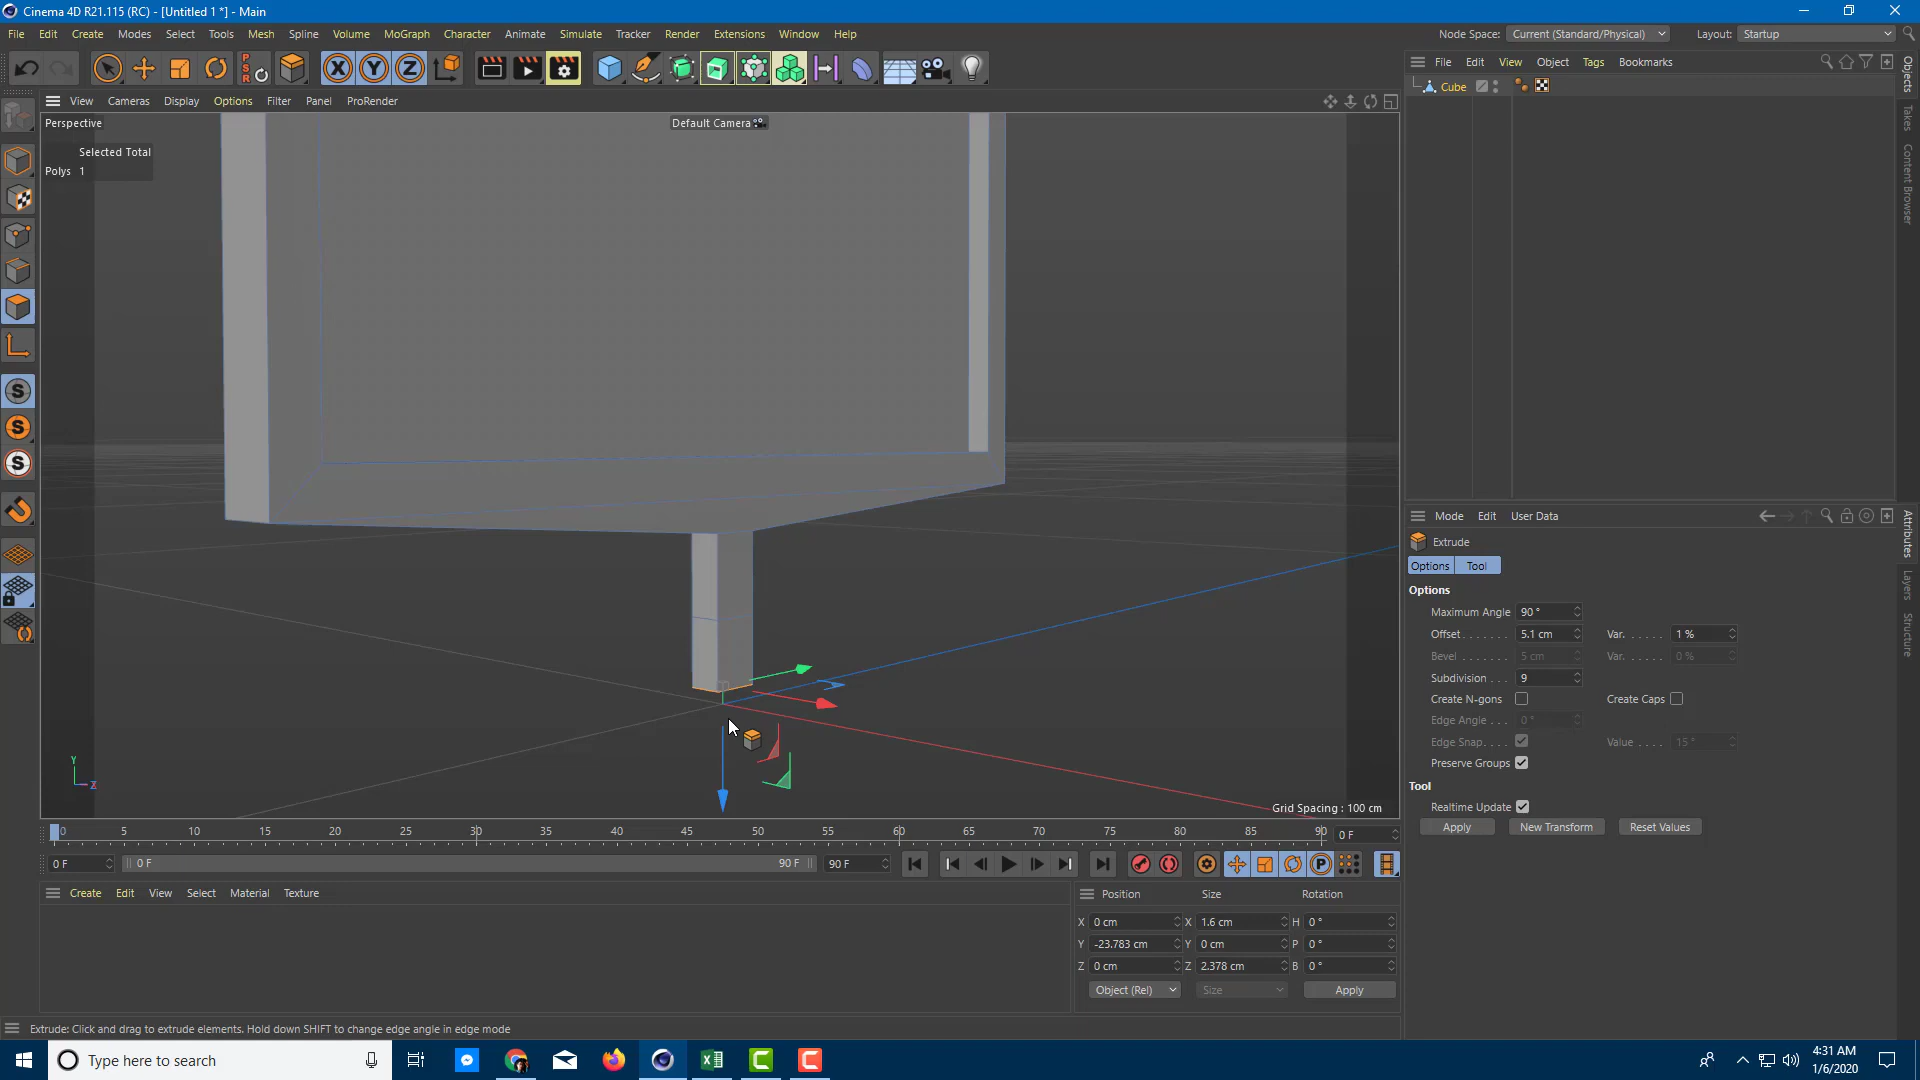 Cinema 4D R21.115 (RC) - [Untitled 1 *] - Main
File Edit Create Modes Select Tools Mesh Spline Volume MoGraph Character Animate Simulate Tracker Render Extensions Window Help
Node Space: Current (Standard/Physical) Layout: Startup
PSR X Y Z
File Edit View Object Tags Bookmarks
Cube
View Cameras Display Options Filter Panel ProRender
Perspective
Default Camera
Selected Total
Polys 1
S
S
S
Objects
Takes
Content Browser
Attributes
Layers
Structure
Mode Edit User Data
Extrude
Options Tool
Options
Maximum Angle 90 °
Offset 5.1 cm Var. 1 %
Bevel 5 cm Var. 0 %
Subdivision 9
Create N-gons Create Caps
Edge Angle 0 °
Edge Snap Value 15 °
Preserve Groups
Tool
Realtime Update
Apply New Transform Reset Values
Y
Z
Grid Spacing : 100 cm
0 5 10 15 20 25 30 35 40 45 50 55 60 65 70 75 80 85 90 0 F
0 F 0 F 90 F 90 F
P
Create Edit View Select Material Texture
Position Size Rotation
X 0 cm X 1.6 cm H 0 °
Y -23.783 cm Y 0 cm P 0 °
Z 0 cm Z 2.378 cm B 0 °
Object (Rel) Size Apply
Extrude: Click and drag to extrude elements. Hold down SHIFT to change edge angle in edge mode
Type here to search
4:31 AM
1/6/2020